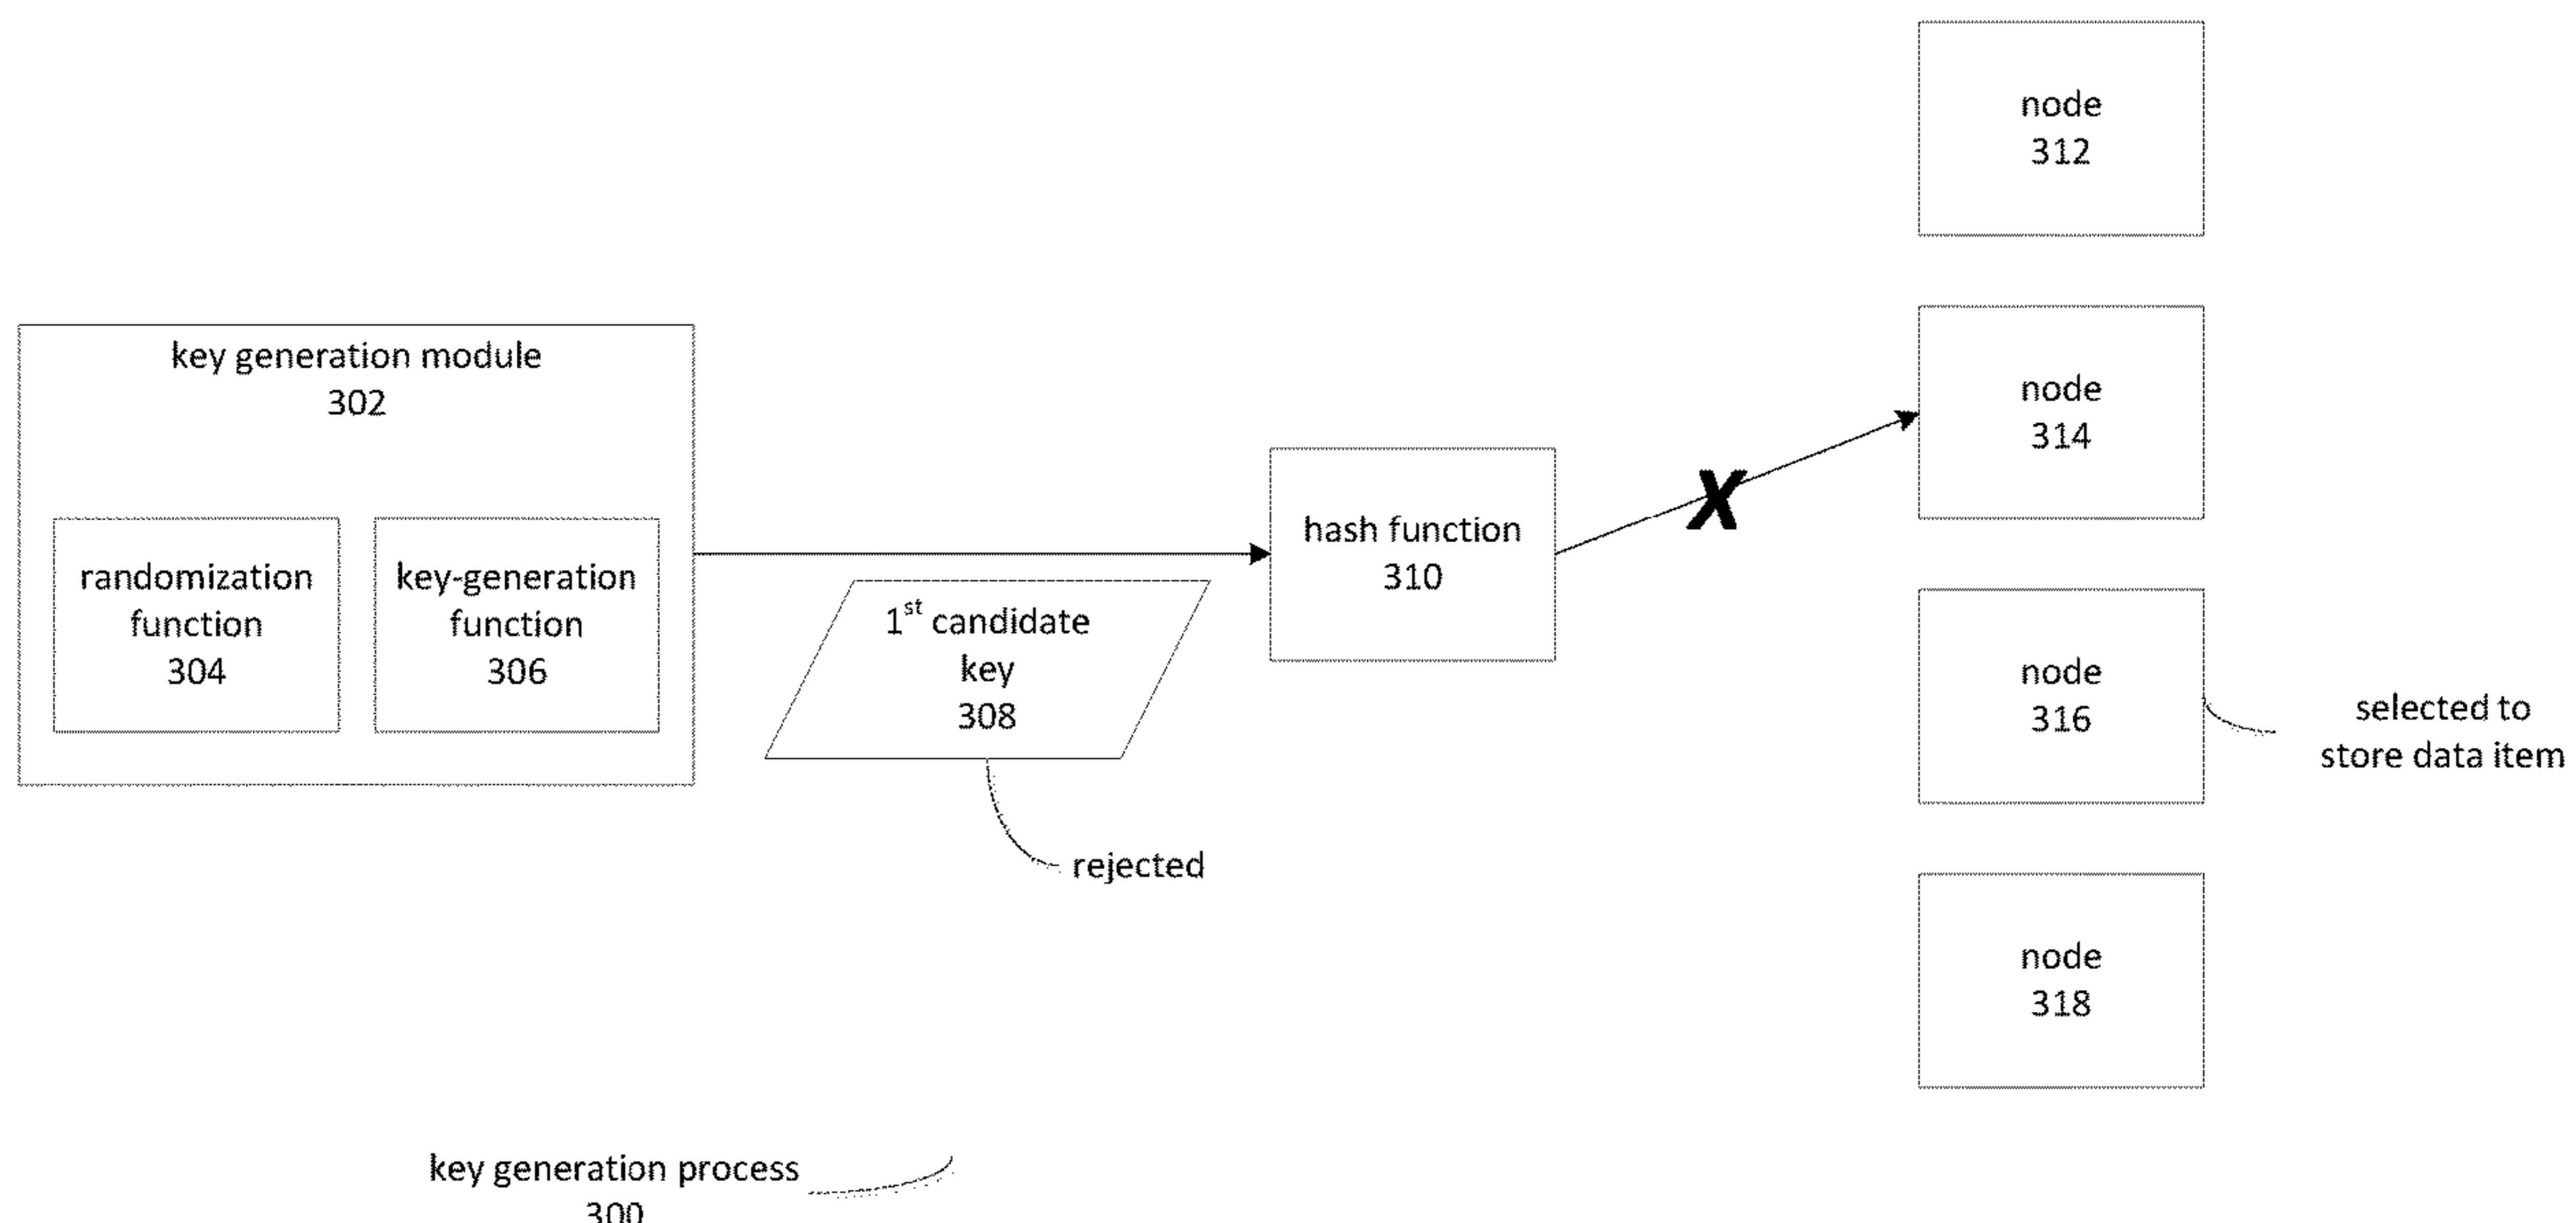 node
312
key generation module
302
node
314
hash function
310
randomization
function
304
key-generation
function
306
1st candidate
key
308
node
316
selected to
store data item
rejected
node
318
key generation process
300
X